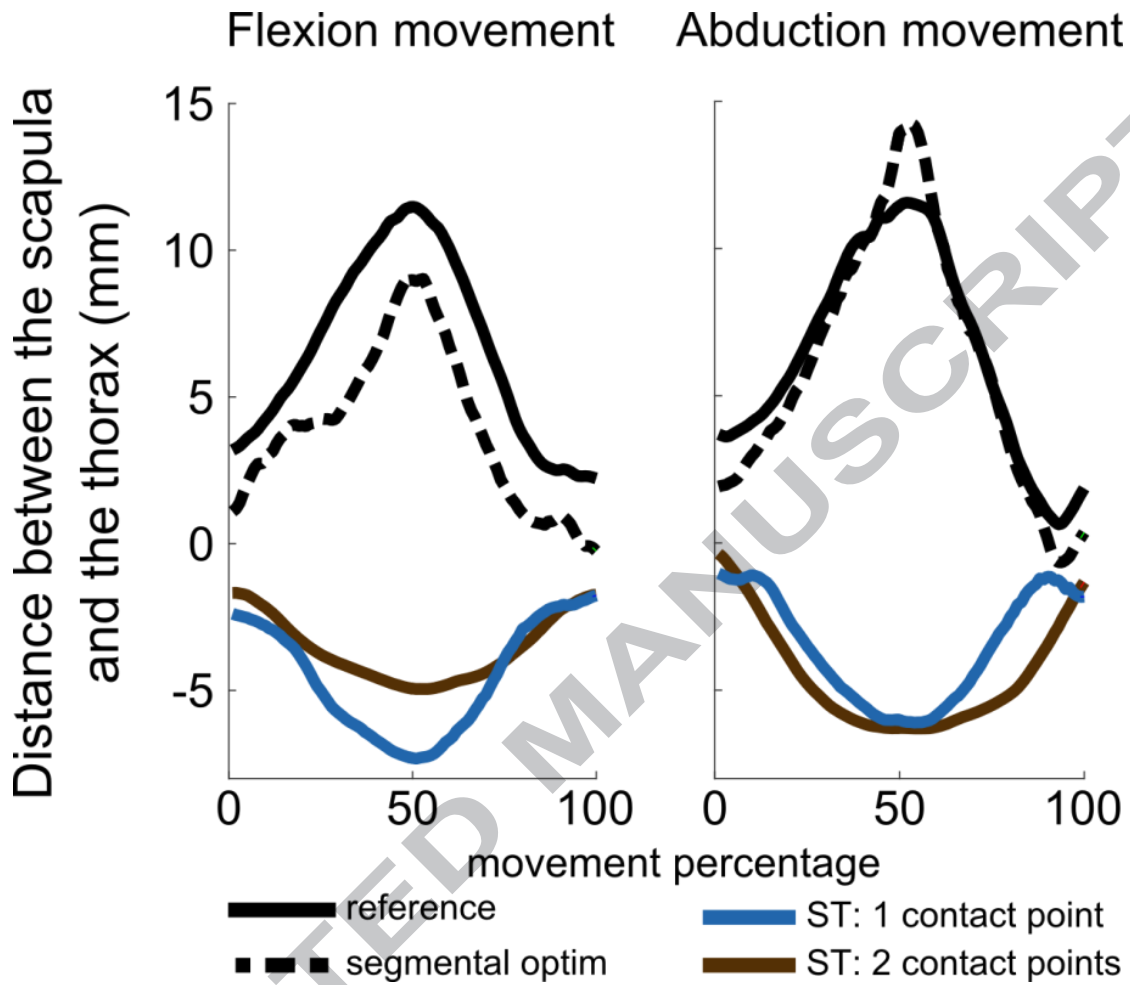 Flexion movement
Abduction movement
Distance between the scapula
and the thorax (mm)
15
10
5
0
-5
0
50
100
0
50
100
movement percentage
reference
ST: 1 contact point
segmental optim
ST: 2 contact points
TED MANUSCRIPT